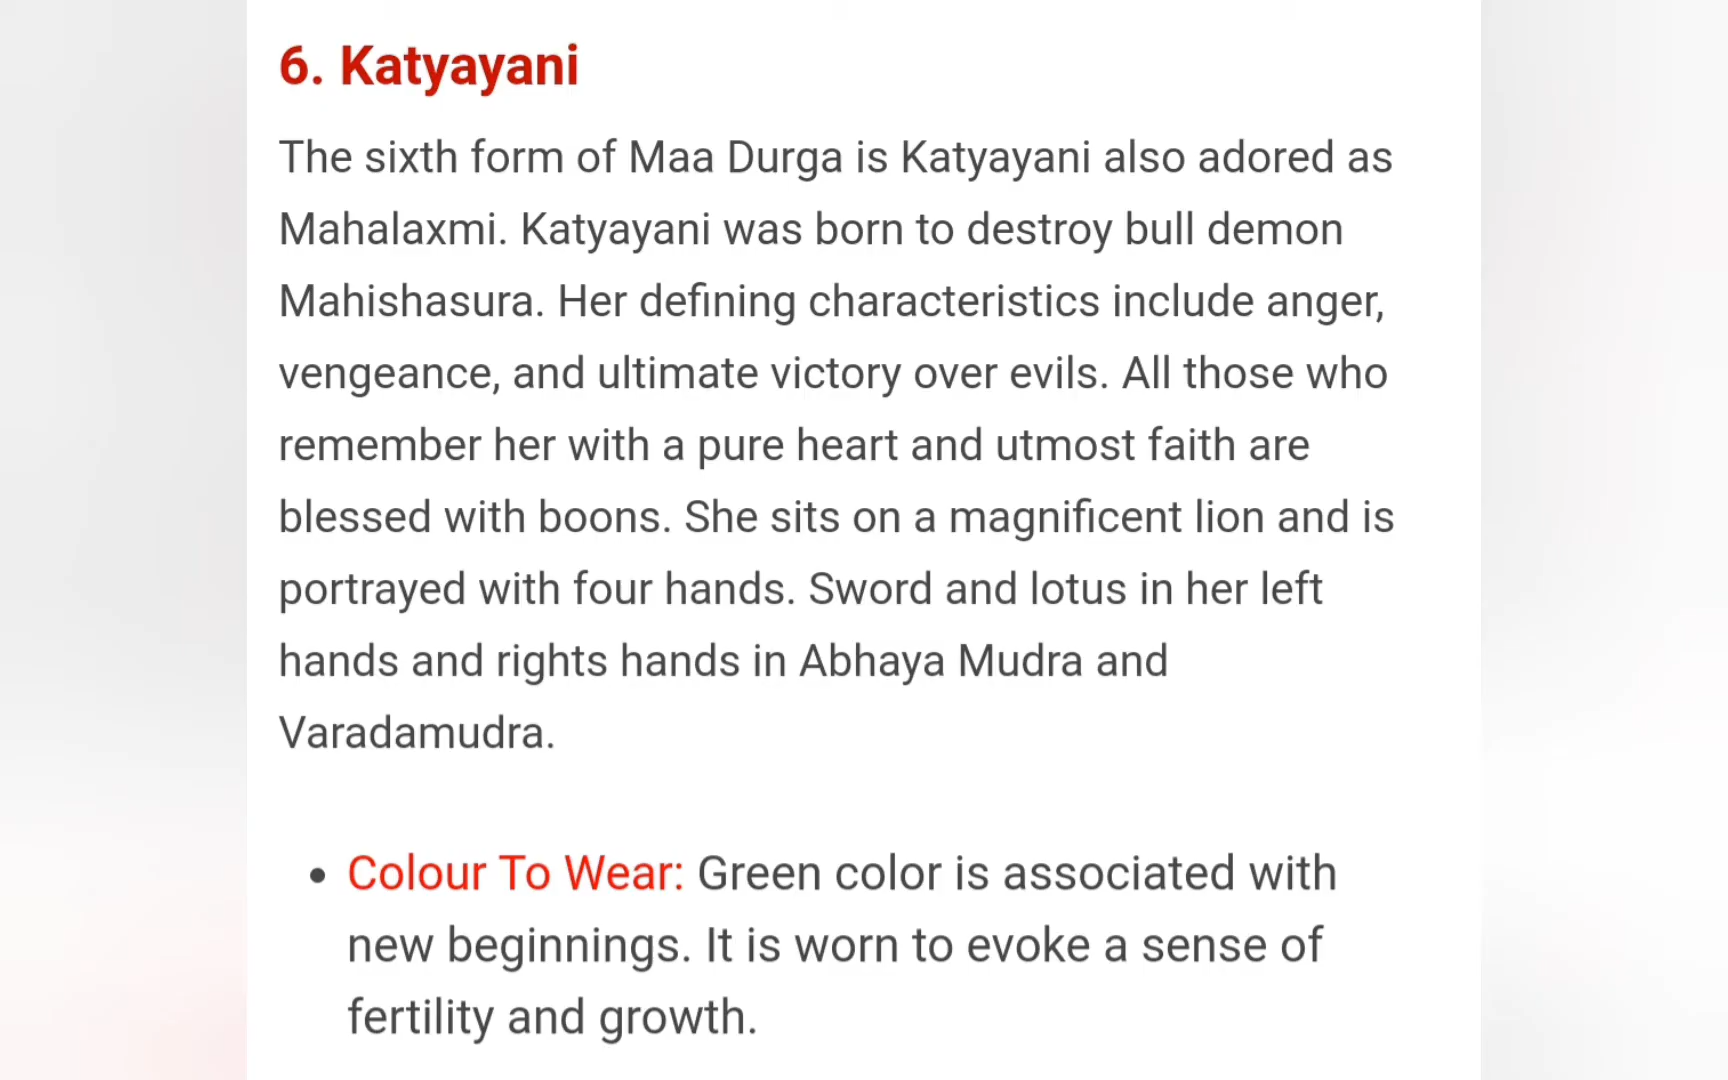 6. Katyayani
The sixth form of Maa Durga is Katyayani also adored as
Mahalaxmi. Katyayani was born to destroy bull demon
Mahishasura. Her defining characteristics include anger,
vengeance, and ultimate victory over evils. All those who
remember her with a pure heart and utmost faith are
blessed with boons. She sits on a magnificent lion and is
portrayed with four hands. Sword and lotus in her left
hands and rights hands in Abhaya Mudra and
Varadamudra.
• Colour To Wear: Green color is associated with
new beginnings. It is worn to evoke a sense of
fertility and growth.